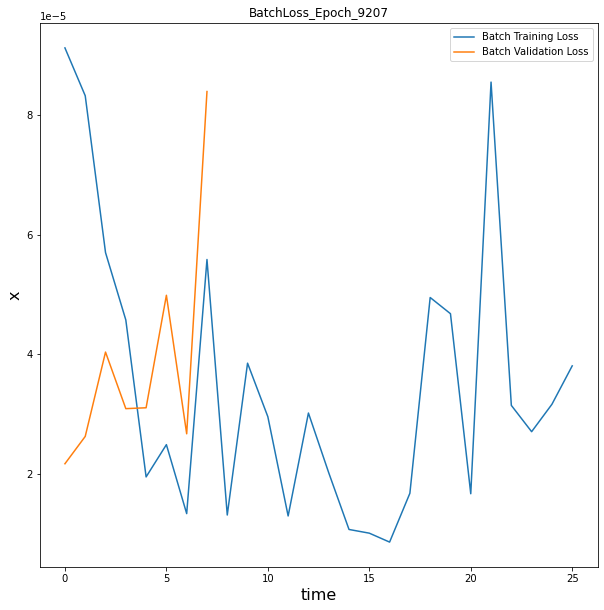 BatchLoss_Epoch_9207
1e−5
Batch Training Loss
Batch Validation Loss
8
6
4
2
x
0 5 10 15 20 25
time